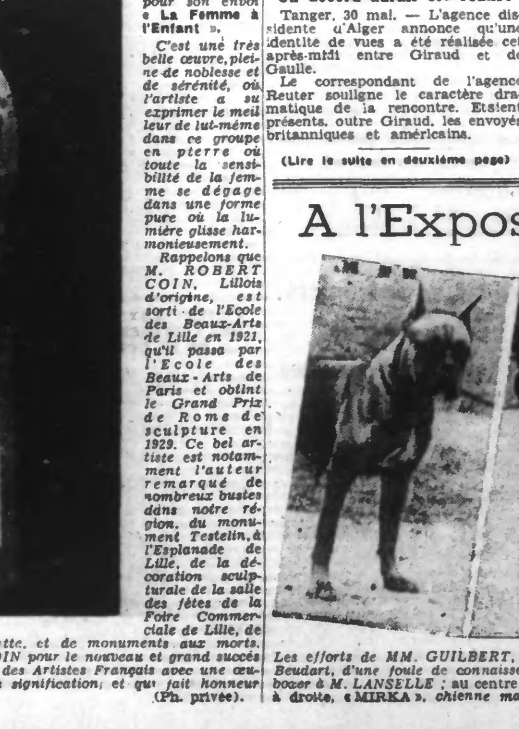 pour son envoi
« La Femme à
l'Enfant ».
C'est une très
belle œuvre, plei-
ne de noblesse et
de sérénité, où
l'artiste a su
exprimer le meil
leur de lut-même
dans ce groupe
en pterre où
toute la sensi-
bilité de la fem-
me se dégage
dans une forme
pure où la lu-
mière glisse har-
monieusement.
Rappelons que
M. ROBERT
COIN, Lillois
d'origine, est
sorti de l'Ecole
des Beaux-Arts
de Lille en 1921,
qu'il passa par
l'Ecole des
Beaux-Arts de
Paris et obtint
le Grand Prix
de Rome de
sculpture en
1929. Ce bel ar-
tiste est notam-
ment l'auteur
remarqué de
nombreux bustes
dans notre ré-
gion, du monu-
ment Testelin, à
l'Esplanade de
Lille, de la dé-
coration sculp-
turale de la salle
des fêtes de la
Foire Commer-
ciale de Lille, de
ette, et de monuments aux morts.
IN pour le nouveau et grand succès
des Artistes Français avec une œu-
signification, et qui fait honneur
(Ph. privée).
Tanger, 30 mai. — L'agence dis-
sidente d'Alger annonce qu'une
identite de vues a été réalisée cet
après-midi entre Giraud et de
Gaulle.
Le correspondant de l'agence
Reuter souligne le caractère dra-
matique de la rencontre. Etsient
présents, outre Giraud, les envoyés
britanniques et américains.
(Lire le suite en deuxième page)
A l'Expos
Les efforts de MM. GUILBERT,
Beudart, d'une foule de connaisse
boxer à M. LANSELLE ; au centre
à droite, « MIRKA », chienne ma